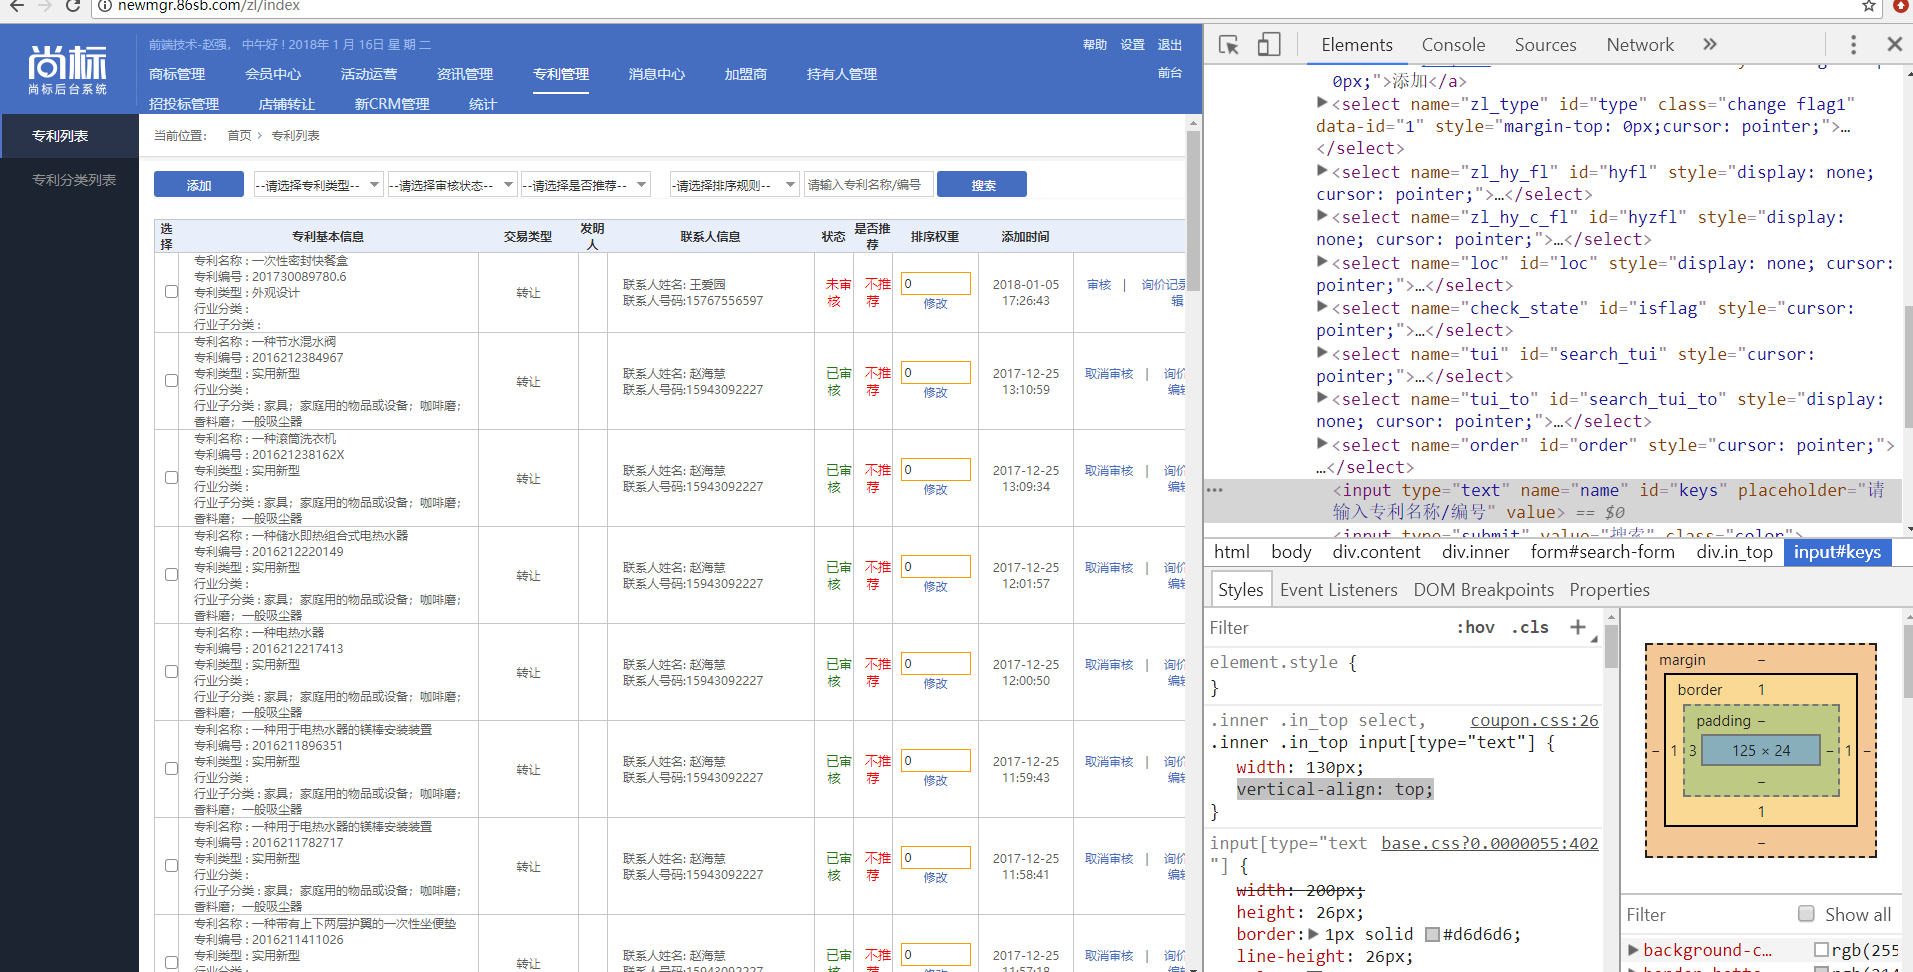 newmgr.86sb.com/zl/index
尚标
尚标后台系统
前端技术-赵强， 中午好 ! 2018年 1 月 16日 星 期 二
帮助 设置 退出
商标管理 会员中心 活动运营 资讯管理 专利管理 消息中心 加盟商 持有人管理
前台
招投标管理 店铺转让 新CRM管理 统计
专利列表
专利分类列表
当前位置： 首页 > 专利列表
添加 --请选择专利类型-- --请选择审核状态-- --请选择是否推荐-- --请选择排序规则-- 请输入专利名称/编号 搜索
选择 专利基本信息 交易类型 发明人 联系人信息 状态 是否推荐 排序权重 添加时间
专利名称 : 一次性密封快餐盒
专利编号 : 201730089780.6
专利类型 : 外观设计
行业分类 :
行业子分类 :
转让
联系人姓名: 王爱园
联系人号码:15767556597
未审核
不推荐
0
修改
2018-01-05
17:26:43
审核 | 询价记录
辑
专利名称 : 一种节水混水阀
专利编号 : 2016212384967
专利类型 : 实用新型
行业分类 :
行业子分类 : 家具；家庭用的物品或设备；咖啡磨；
香料磨；一般吸尘器
转让
联系人姓名: 赵海慧
联系人号码:15943092227
已审核
不推荐
0
修改
2017-12-25
13:10:59
取消审核 | 询价
编辑
专利名称 : 一种滚筒洗衣机
专利编号 : 201621238162X
专利类型 : 实用新型
行业分类 :
行业子分类 : 家具；家庭用的物品或设备；咖啡磨；
香料磨；一般吸尘器
转让
联系人姓名: 赵海慧
联系人号码:15943092227
已审核
不推荐
0
修改
2017-12-25
13:09:34
取消审核 | 询价
编辑
专利名称 : 一种储水即热组合式电热水器
专利编号 : 2016212220149
专利类型 : 实用新型
行业分类 :
行业子分类 : 家具；家庭用的物品或设备；咖啡磨；
香料磨；一般吸尘器
转让
联系人姓名: 赵海慧
联系人号码:15943092227
已审核
不推荐
0
修改
2017-12-25
12:01:57
取消审核 | 询价
编辑
专利名称 : 一种电热水器
专利编号 : 2016212217413
专利类型 : 实用新型
行业分类 :
行业子分类 : 家具；家庭用的物品或设备；咖啡磨；
香料磨；一般吸尘器
转让
联系人姓名: 赵海慧
联系人号码:15943092227
已审核
不推荐
0
修改
2017-12-25
12:00:50
取消审核 | 询价
编辑
专利名称 : 一种用于电热水器的镁棒安装装置
专利编号 : 2016211896351
专利类型 : 实用新型
行业分类 :
行业子分类 : 家具；家庭用的物品或设备；咖啡磨；
香料磨；一般吸尘器
转让
联系人姓名: 赵海慧
联系人号码:15943092227
已审核
不推荐
0
修改
2017-12-25
11:59:43
取消审核 | 询价
编辑
专利名称 : 一种用于电热水器的镁棒安装装置
专利编号 : 2016211782717
专利类型 : 实用新型
行业分类 :
行业子分类 : 家具；家庭用的物品或设备；咖啡磨；
香料磨；一般吸尘器
转让
联系人姓名: 赵海慧
联系人号码:15943092227
已审核
不推荐
0
修改
2017-12-25
11:58:41
取消审核 | 询价
编辑
专利名称 : 一种带有上下两层护翼的一次性坐便垫
专利编号 : 2016211411026
专利类型 : 实用新型
行业分类 :
转让
联系人姓名: 赵海慧
联系人号码:15943092227
已审核
不推荐
0
修改
2017-12-25
11:57:18
取消审核 | 询价
编辑
Elements Console Sources Network »
0px;">添加</a>
<select name="zl_type" id="type" class="change flag1"
data-id="1" style="margin-top: 0px;cursor: pointer;">…
</select>
<select name="zl_hy_fl" id="hyfl" style="display: none;
cursor: pointer;">…</select>
<select name="zl_hy_c_fl" id="hyzfl" style="display:
none; cursor: pointer;">…</select>
<select name="loc" id="loc" style="display: none; cursor:
pointer;">…</select>
<select name="check_state" id="isflag" style="cursor:
pointer;">…</select>
<select name="tui" id="search_tui" style="cursor:
pointer;">…</select>
<select name="tui_to" id="search_tui_to" style="display:
none; cursor: pointer;">…</select>
<select name="order" id="order" style="cursor: pointer;">
…</select>
<input type="text" name="name" id="keys" placeholder="请
输入专利名称/编号" value> == $0
<input type="submit" value="搜索" class="color">
html body div.content div.inner form#search-form div.in_top input#keys
Styles Event Listeners DOM Breakpoints Properties
Filter :hov .cls +
element.style {
}
.inner .in_top select, coupon.css:26
.inner .in_top input[type="text"] {
width: 130px;
vertical-align: top;
}
input[type="text base.css?0.0000055:402
"] {
width: 200px;
height: 26px;
border: 1px solid #d6d6d6;
line-height: 26px;
margin –
border 1
padding –
– 1 3 125 × 24 – 1 –
–
1
–
Filter Show all
background-c… rgb(255